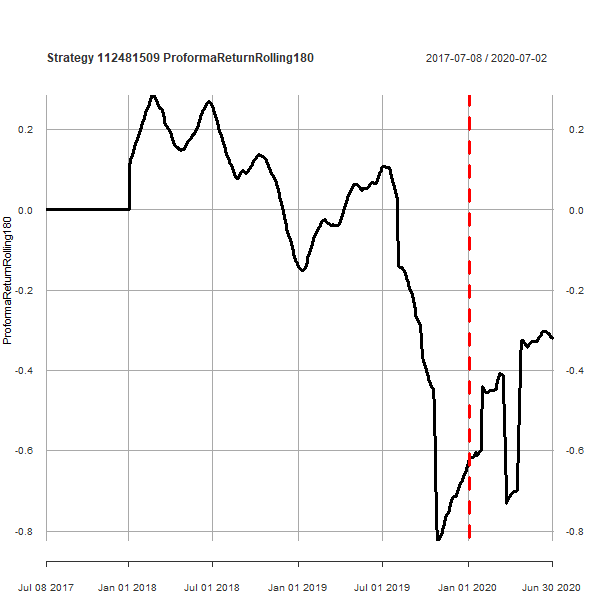 Strategy 112481509 ProformaReturnRolling180
2017-07-08 / 2020-07-02
ProformaReturnRolling180
0.2
0.0
-0.2
-0.4
-0.6
-0.8
0.2
0.0
-0.2
-0.4
-0.6
-0.8
Jul 08 2017
Jan 01 2018
Jul 01 2018
Jan 01 2019
Jul 01 2019
Jan 01 2020
Jun 30 2020